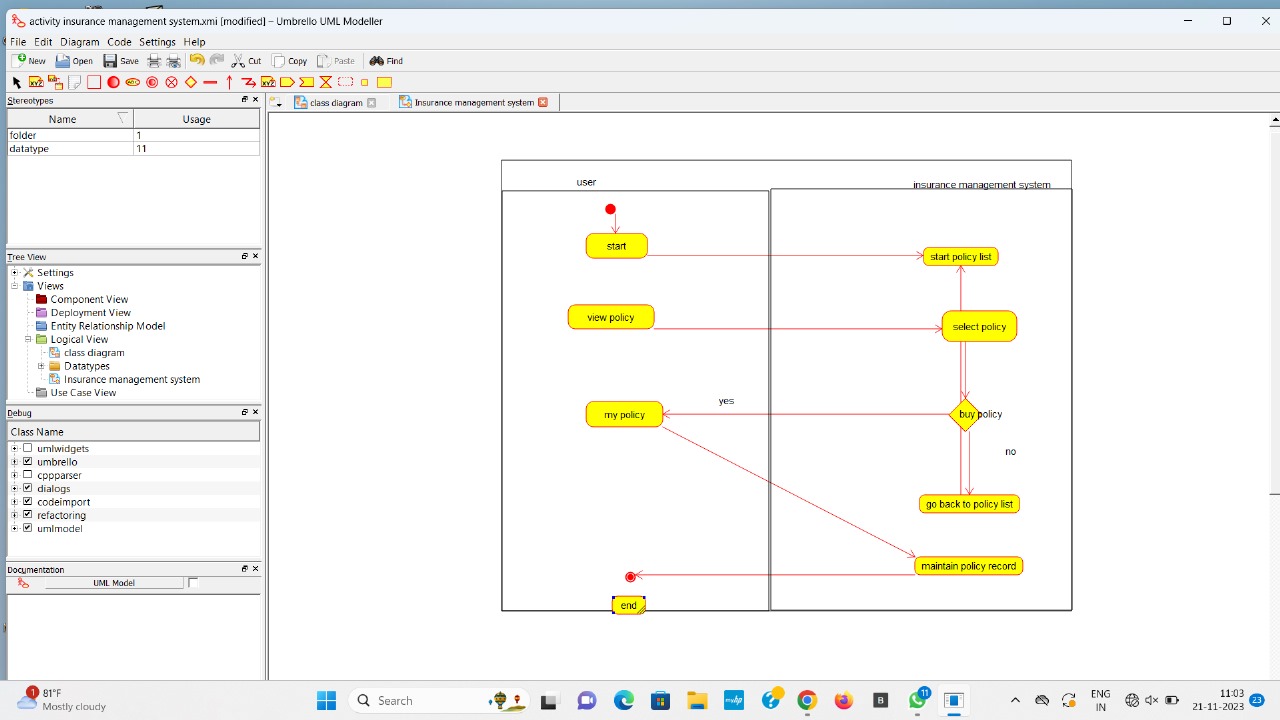 activity insurance management system.xmi [modified] – Umbrello UML Modeller
File Edit Diagram Code Settings Help
New Open Save Cut Copy Paste Find
Stereotypes
Name Usage
folder 1
datatype 11
Tree View
Settings
Views
Component View
Deployment View
Entity Relationship Model
Logical View
class diagram
Datatypes
Insurance management system
Use Case View
Debug
Class Name
umlwidgets
umbrello
cppparser
dialogs
codeimport
refactoring
umlmodel
Documentation
UML Model
class diagram Insurance management system
user insurance management system
start
start policy list
view policy
select policy
yes
my policy
buy policy
no
go back to policy list
maintain policy record
end
1
81°F
Mostly cloudy
Search
myhp
B
11
ENG
IN
11:03
21-11-2023
23